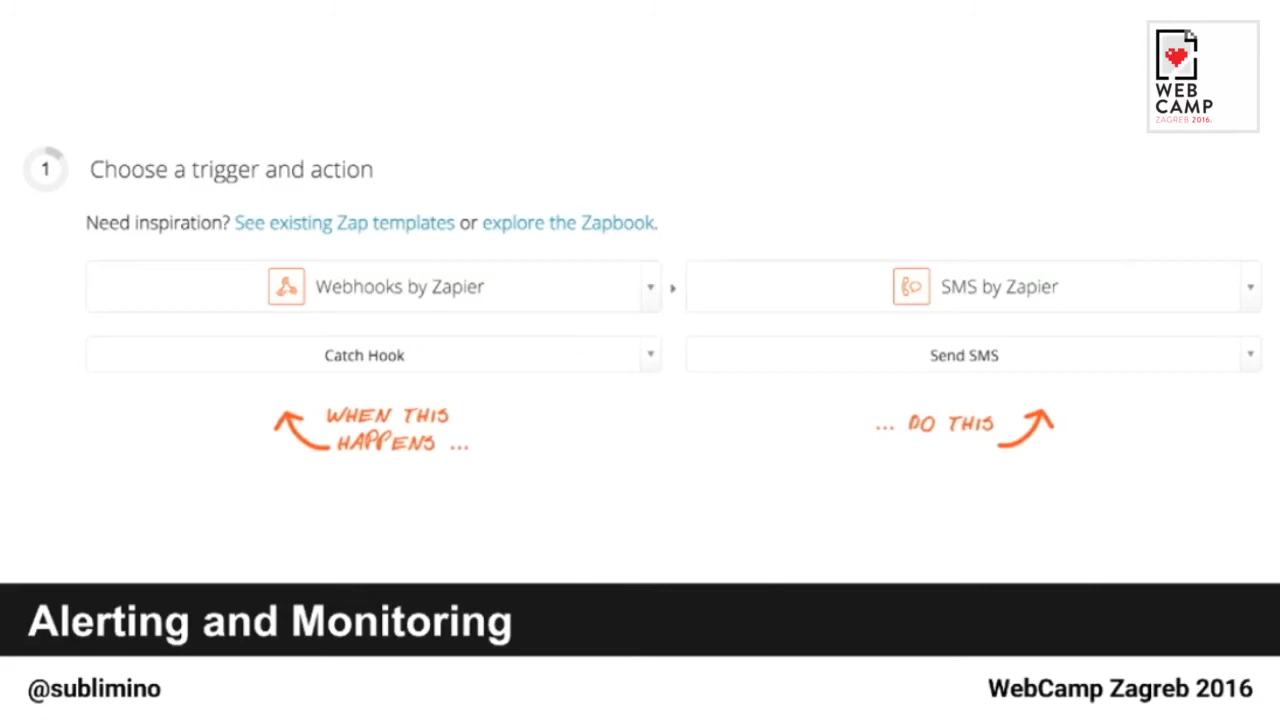 WEB
CAMP
ZAGREB 2016.
1 Choose a trigger and action
Need inspiration? See existing Zap templates or explore the Zapbook.
Webhooks by Zapier
SMS by Zapier
Catch Hook
Send SMS
WHEN THIS
HAPPENS ...
... DO THIS
Alerting and Monitoring
@sublimino
WebCamp Zagreb 2016